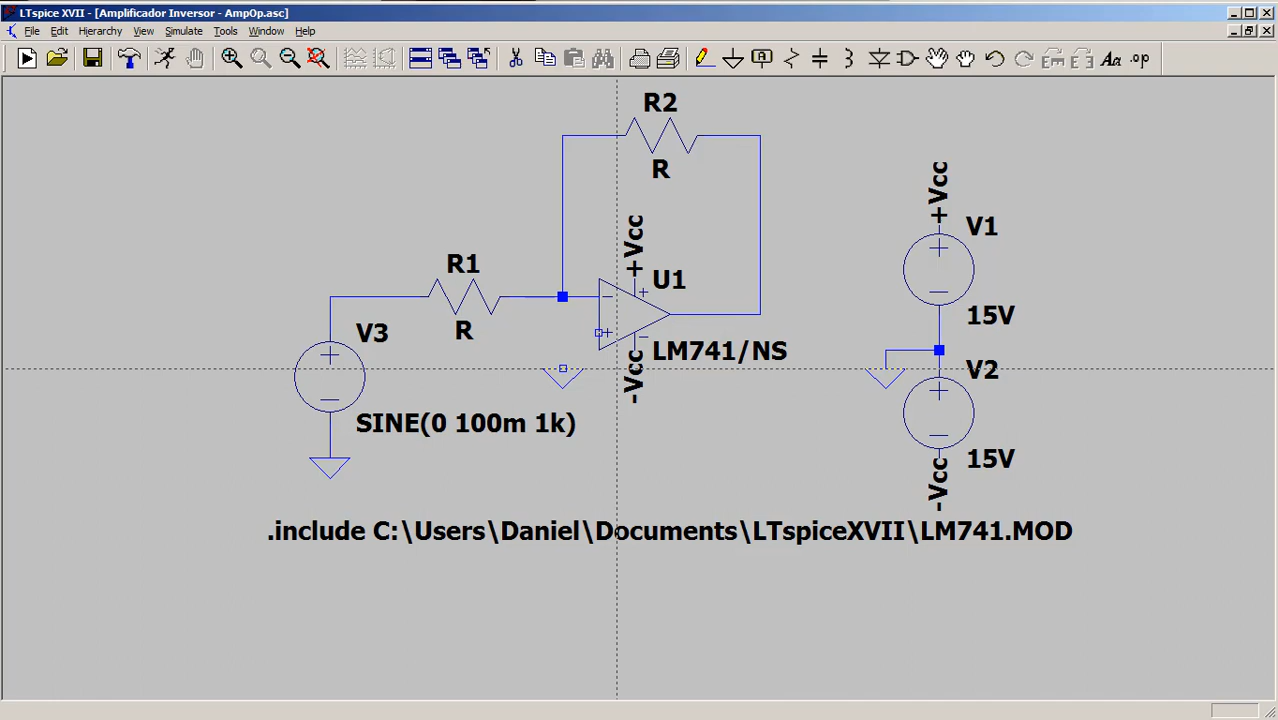 LTspice XVII - [Amplificador Inversor - AmpOp.asc]
File Edit Hierarchy View Simulate Tools Window Help
.op
R2
R
+Vcc
+Vcc
V1
R1
U1
R
15V
V3
LM741/NS
-Vcc
V2
SINE(0 100m 1k)
15V
-Vcc
.include C:\Users\Daniel\Documents\LTspiceXVII\LM741.MOD